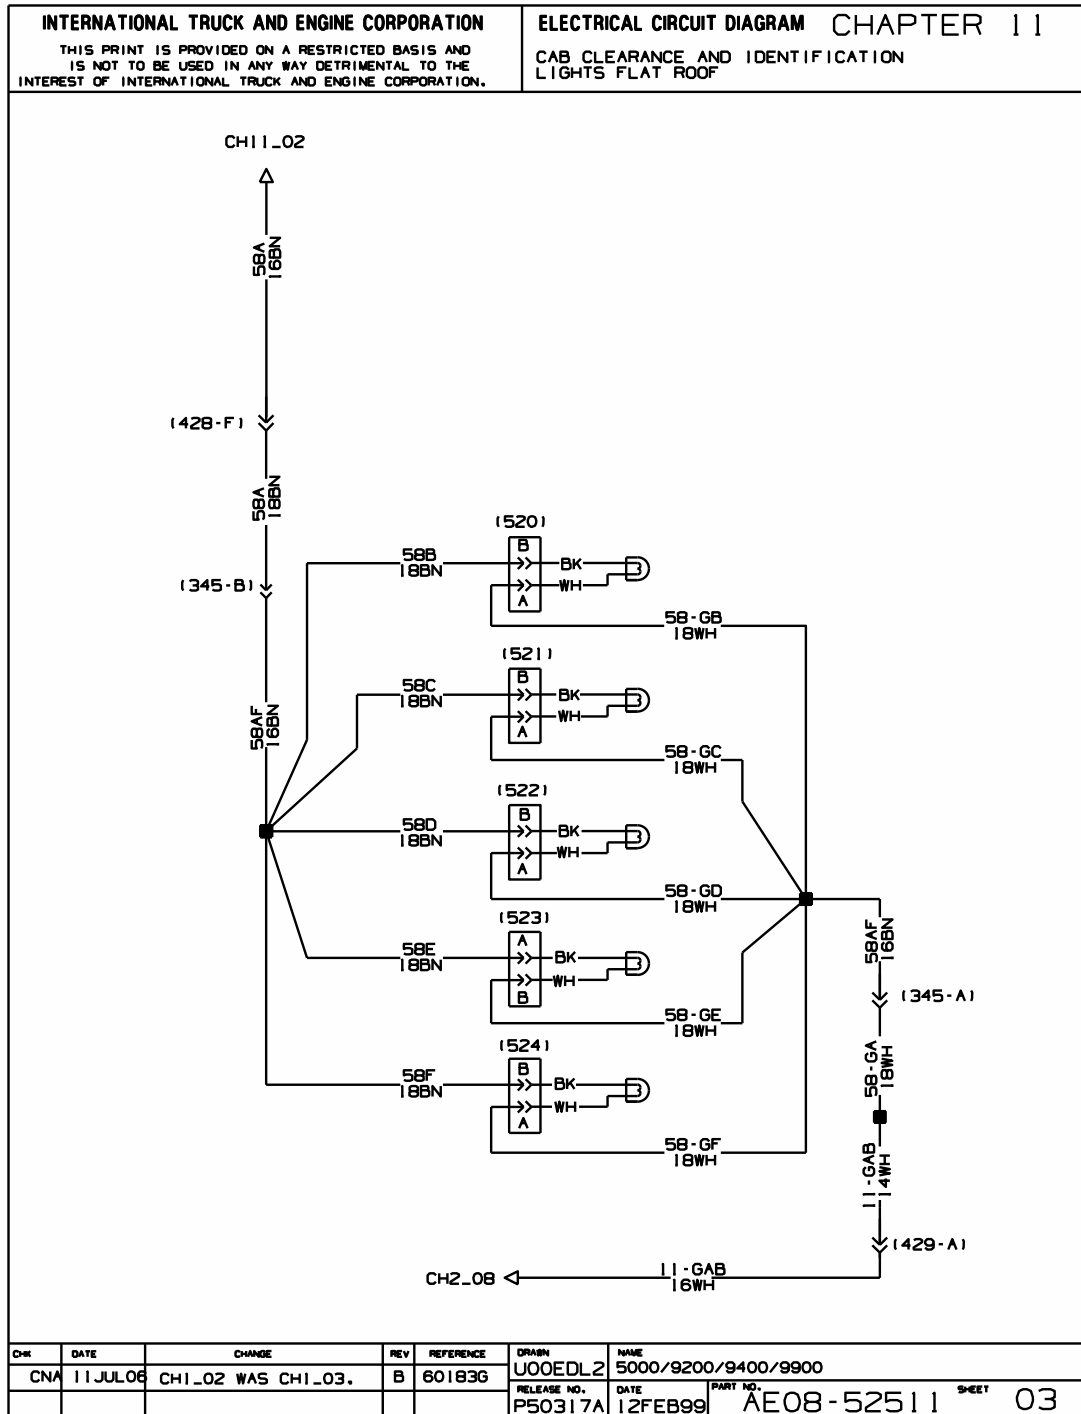 INTERNATIONAL TRUCK AND ENGINE CORPORATION
THIS PRINT IS PROVIDED ON A RESTRICTED BASIS AND
IS NOT TO BE USED IN ANY WAY DETRIMENTAL TO THE
INTEREST OF INTERNATIONAL TRUCK AND ENGINE CORPORATION.
ELECTRICAL CIRCUIT DIAGRAM CHAPTER 11
CAB CLEARANCE AND IDENTIFICATION
LIGHTS FLAT ROOF
CH11_02
58A
16BN
(428-F)
58A
18BN
(345-B)
58AF
16BN
(520)
58B
18BN
B
A
BK
WH
58-GB
18WH
(521)
58C
18BN
B
A
BK
WH
58-GC
18WH
(522)
58D
18BN
B
A
BK
WH
58-GD
18WH
(523)
58E
18BN
A
B
BK
WH
58-GE
18WH
(524)
58F
18BN
B
A
BK
WH
58-GF
18WH
58AF
16BN
(345-A)
58-GA
18WH
11-GAB
14WH
(429-A)
11-GAB
16WH
CH2_08
CHK DATE CHANGE REV REFERENCE
CNA 11JUL06 CH1_02 WAS CH1_03. B 60183G
DRAWN
U00EDL2
NAME
5000/9200/9400/9900
RELEASE NO.
P50317A
DATE
12FEB99
PART NO.
AE08-52511
SHEET 03